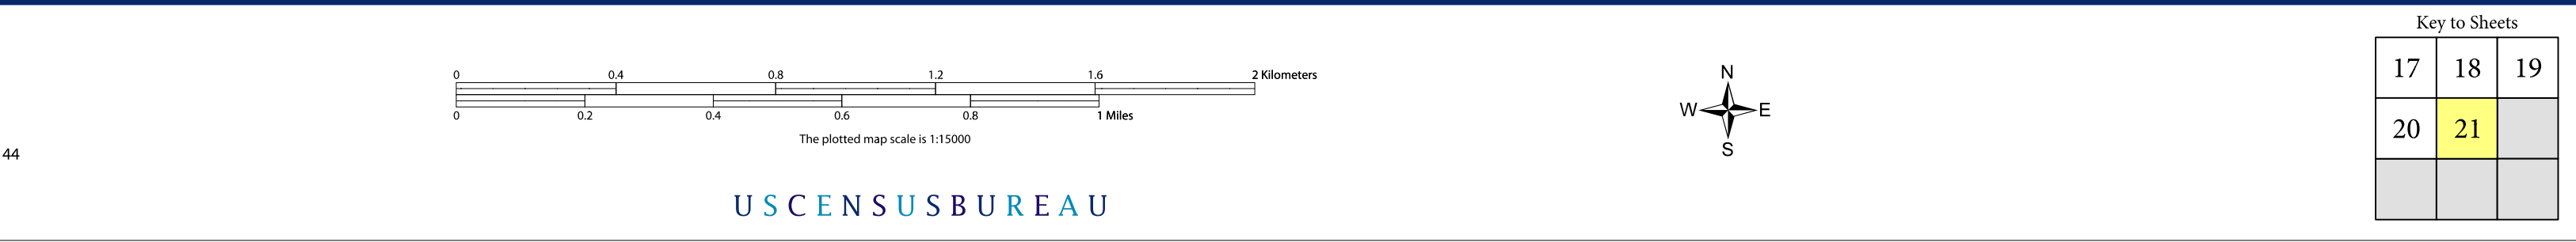 Key to Sheets
17 18 19
20 21
0 0.4 0.8 1.2 1.6 2 Kilometers
0 0.2 0.4 0.6 0.8 1 Miles
The plotted map scale is 1:15000
N
W E
S
44
USCENSUSBUREAU